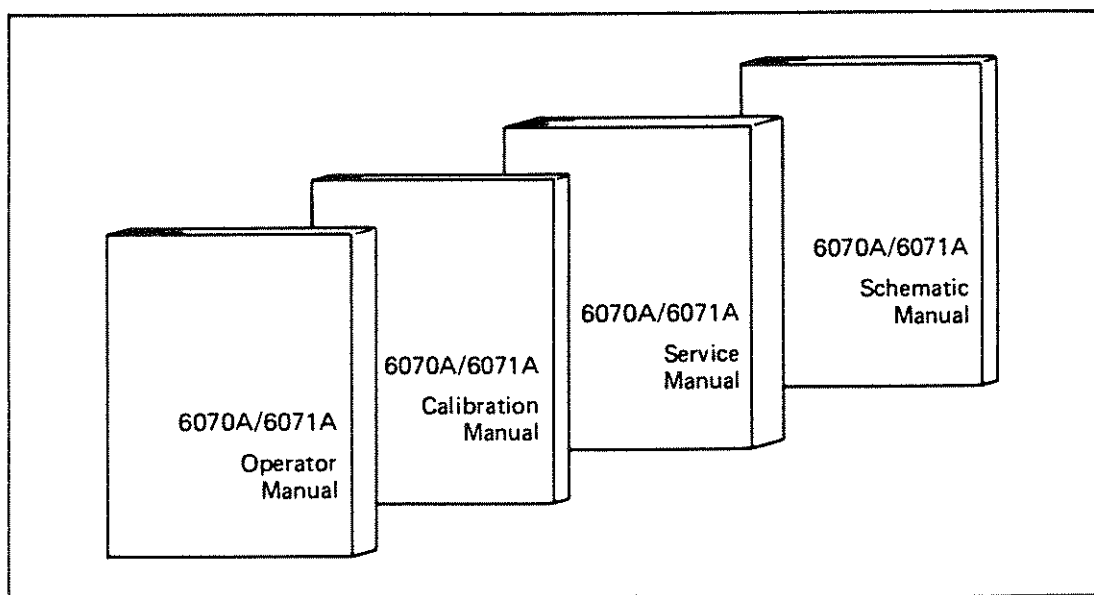 6070A/6071A
Operator
Manual
6070A/6071A
Calibration
Manual
6070A/6071A
Service
Manual
6070A/6071A
Schematic
Manual